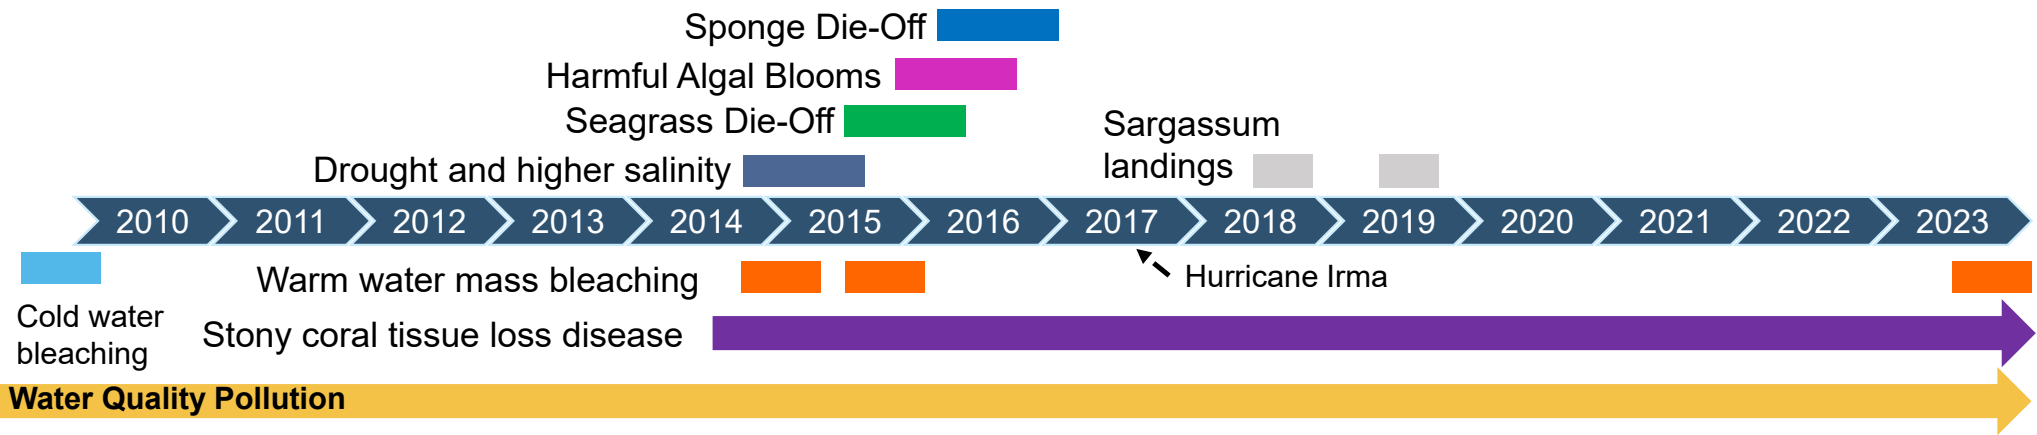 Sponge Die-Off
Harmful Algal Blooms
Seagrass Die-Off
Sargassum
landings
Drought and higher salinity
2010 2011 2012 2013 2014 2015 2016 2017 2018 2019 2020 2021 2022 2023
Warm water mass bleaching
Hurricane Irma
Cold water
bleaching
Stony coral tissue loss disease
Water Quality Pollution